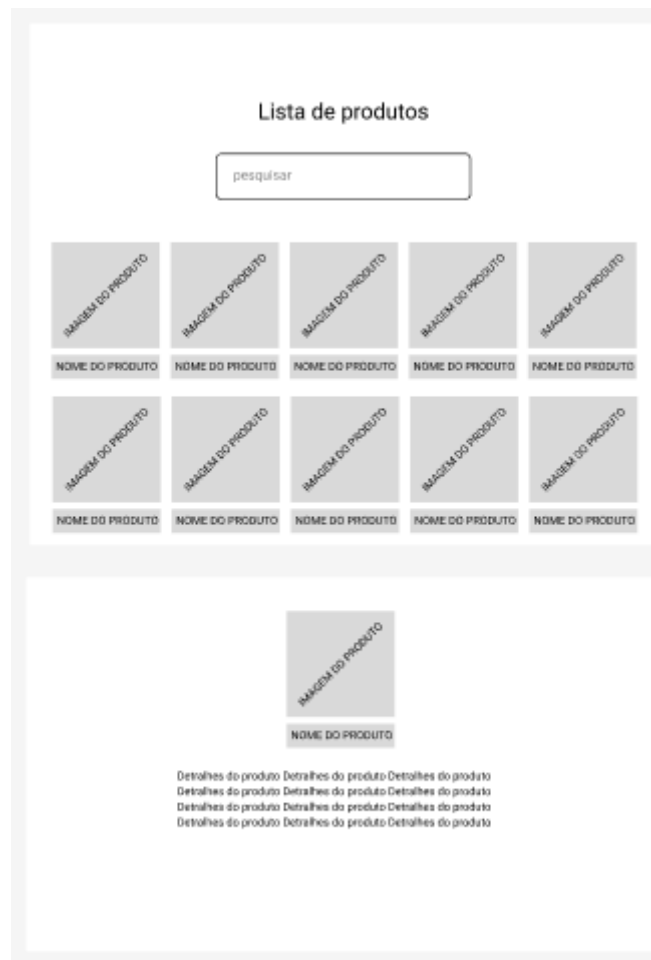 Lista de produtos
pesquisar
IMAGEM DO PRODUTO IMAGEM DO PRODUTO IMAGEM DO PRODUTO IMAGEM DO PRODUTO IMAGEM DO PRODUTO
NOME DO PRODUTO NOME DO PRODUTO NOME DO PRODUTO NOME DO PRODUTO NOME DO PRODUTO
IMAGEM DO PRODUTO IMAGEM DO PRODUTO IMAGEM DO PRODUTO IMAGEM DO PRODUTO IMAGEM DO PRODUTO
NOME DO PRODUTO NOME DO PRODUTO NOME DO PRODUTO NOME DO PRODUTO NOME DO PRODUTO
IMAGEM DO PRODUTO
NOME DO PRODUTO
Detralhes do produto Detralhes do produto Detralhes do produto
Detralhes do produto Detralhes do produto Detralhes do produto
Detralhes do produto Detralhes do produto Detralhes do produto
Detralhes do produto Detralhes do produto Detralhes do produto